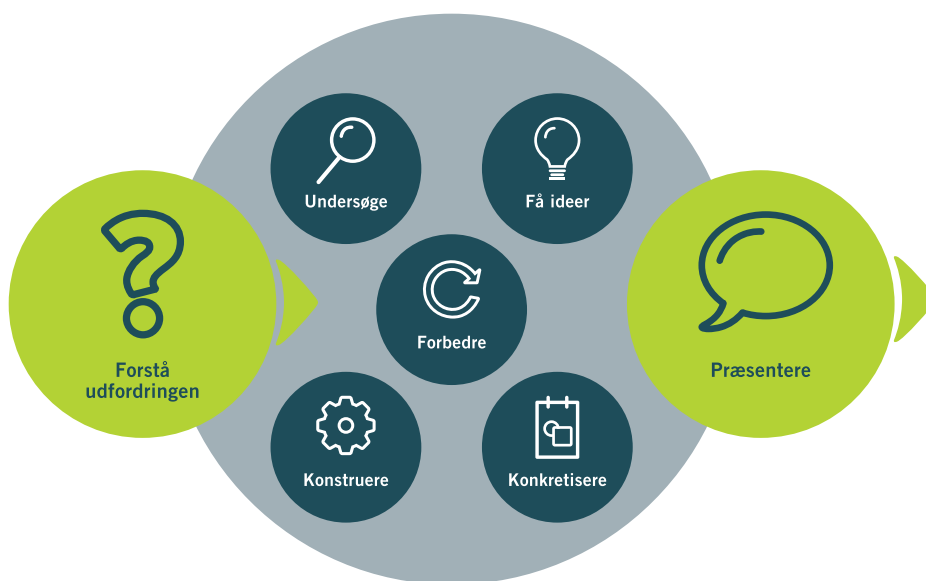 Undersøge
Få ideer
Forstå
udfordringen
Forbedre
Præsentere
Konstruere
Konkretisere